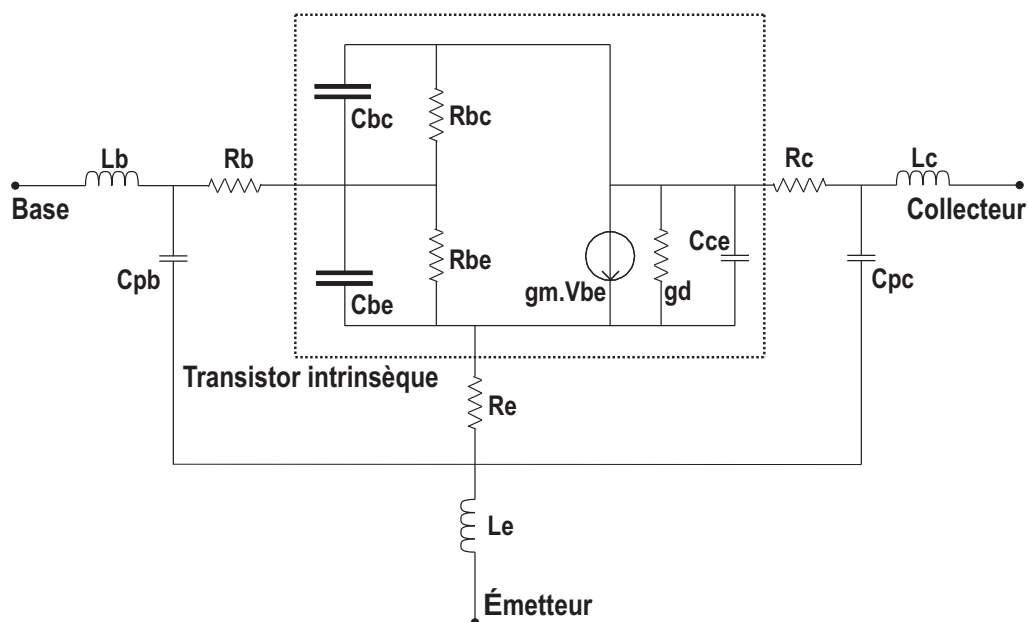 Cbc
Rbc
Lb
Rb
Rc
Lc
Base
Collecteur
Cpb
Rbe
Cbe
gm.Vbe
gd
Cce
Cpc
Transistor intrinsèque
Re
Le
Émetteur